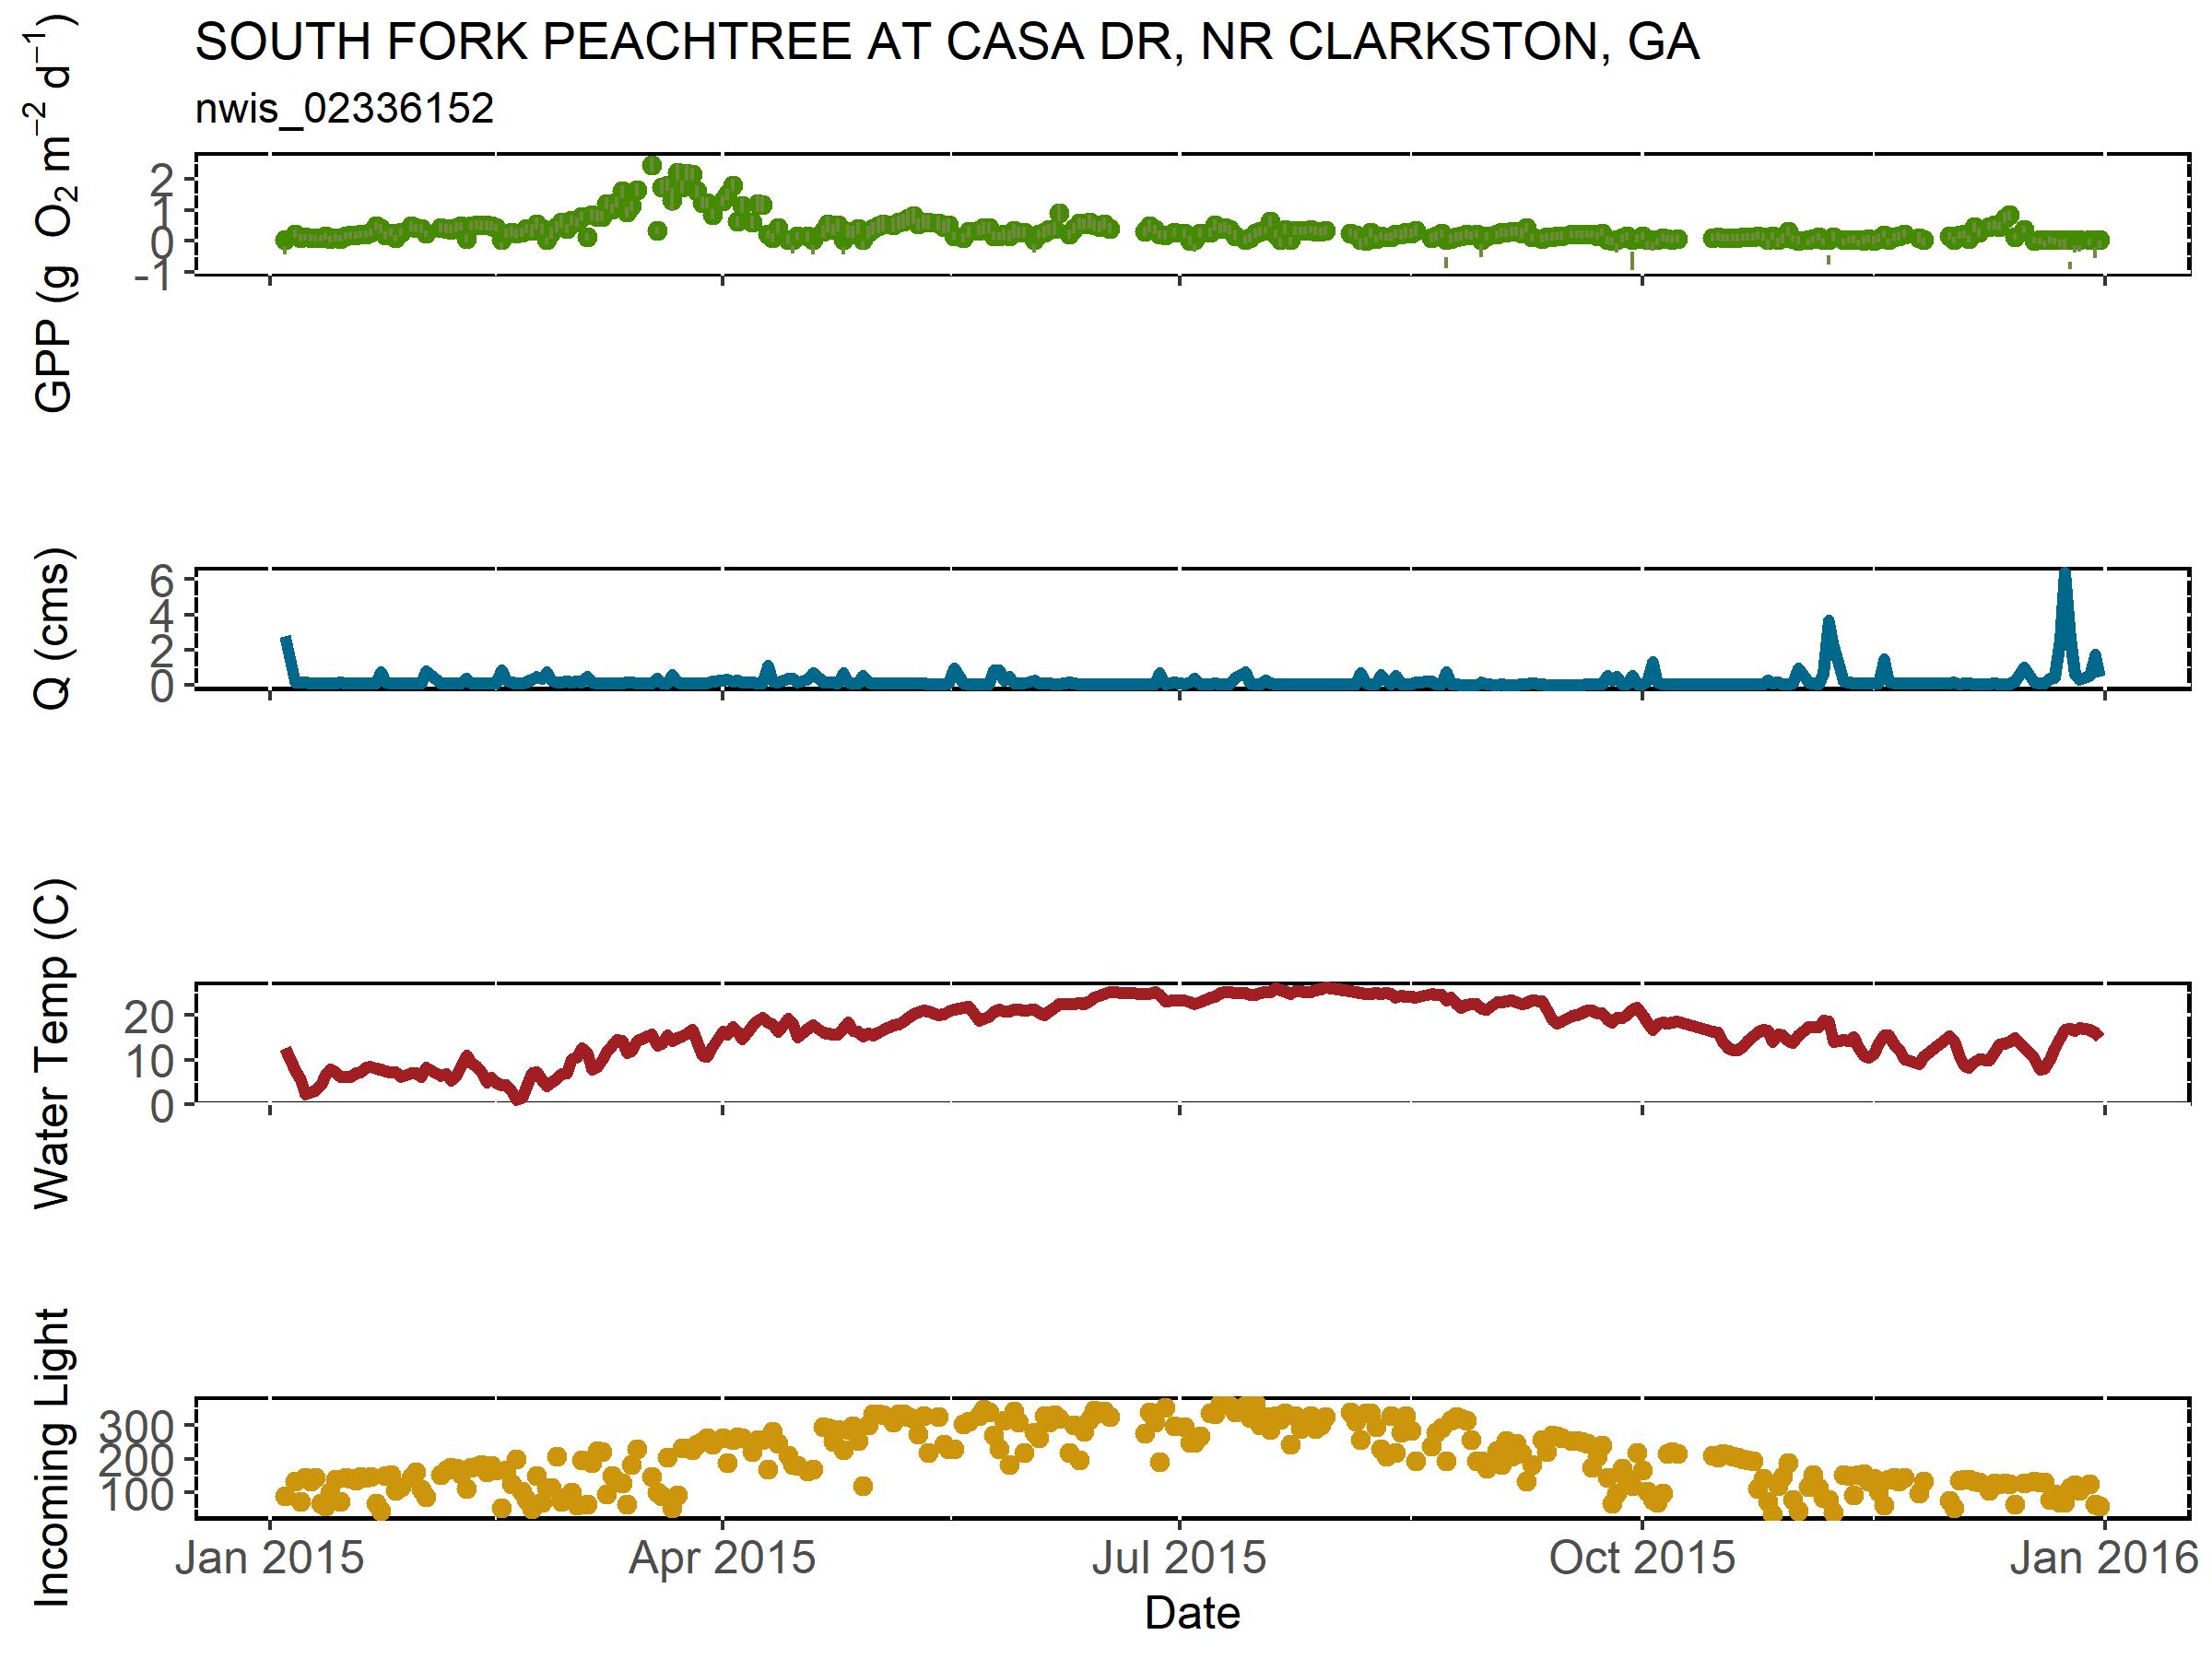 SOUTH FORK PEACHTREE AT CASA DR, NR CLARKSTON, GA
nwis_02336152
GPP (g O₂ m⁻² d⁻¹)
2
1
0
-1
Q (cms)
6
4
2
0
Water Temp (C)
20
10
0
Incoming Light
300
200
100
Jan 2015 Apr 2015 Jul 2015 Oct 2015 Jan 2016
Date